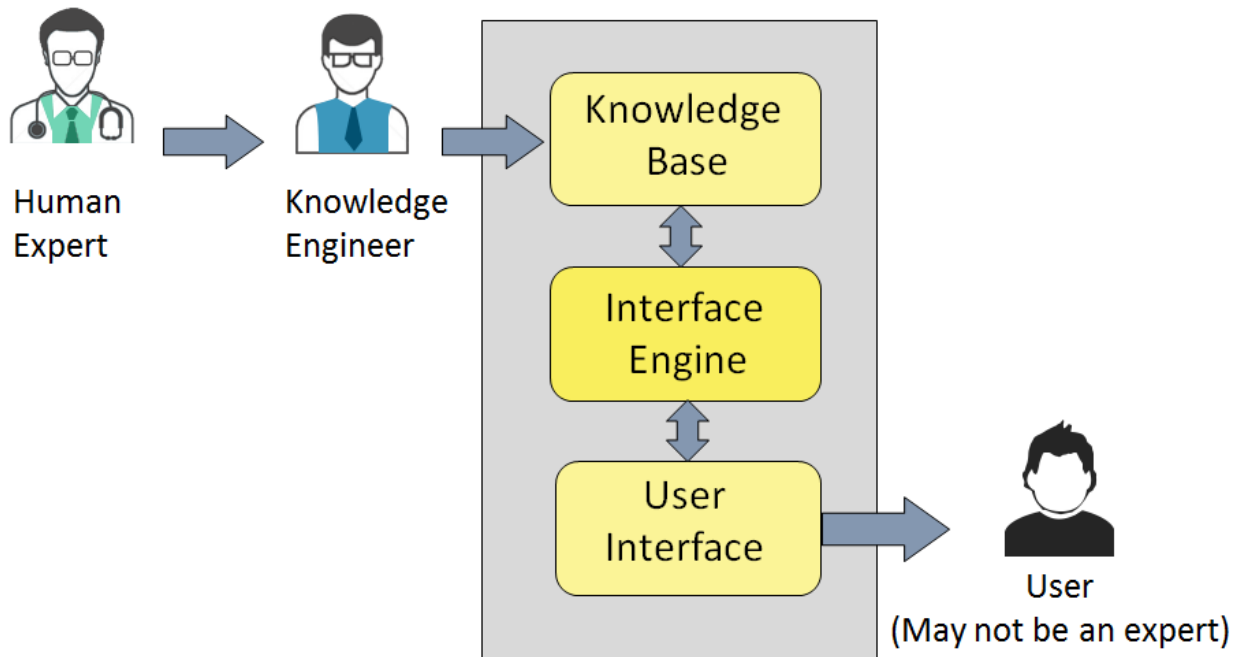 Human
Expert
Knowledge
Engineer
Knowledge
Base
Interface
Engine
User
Interface
User
(May not be an expert)